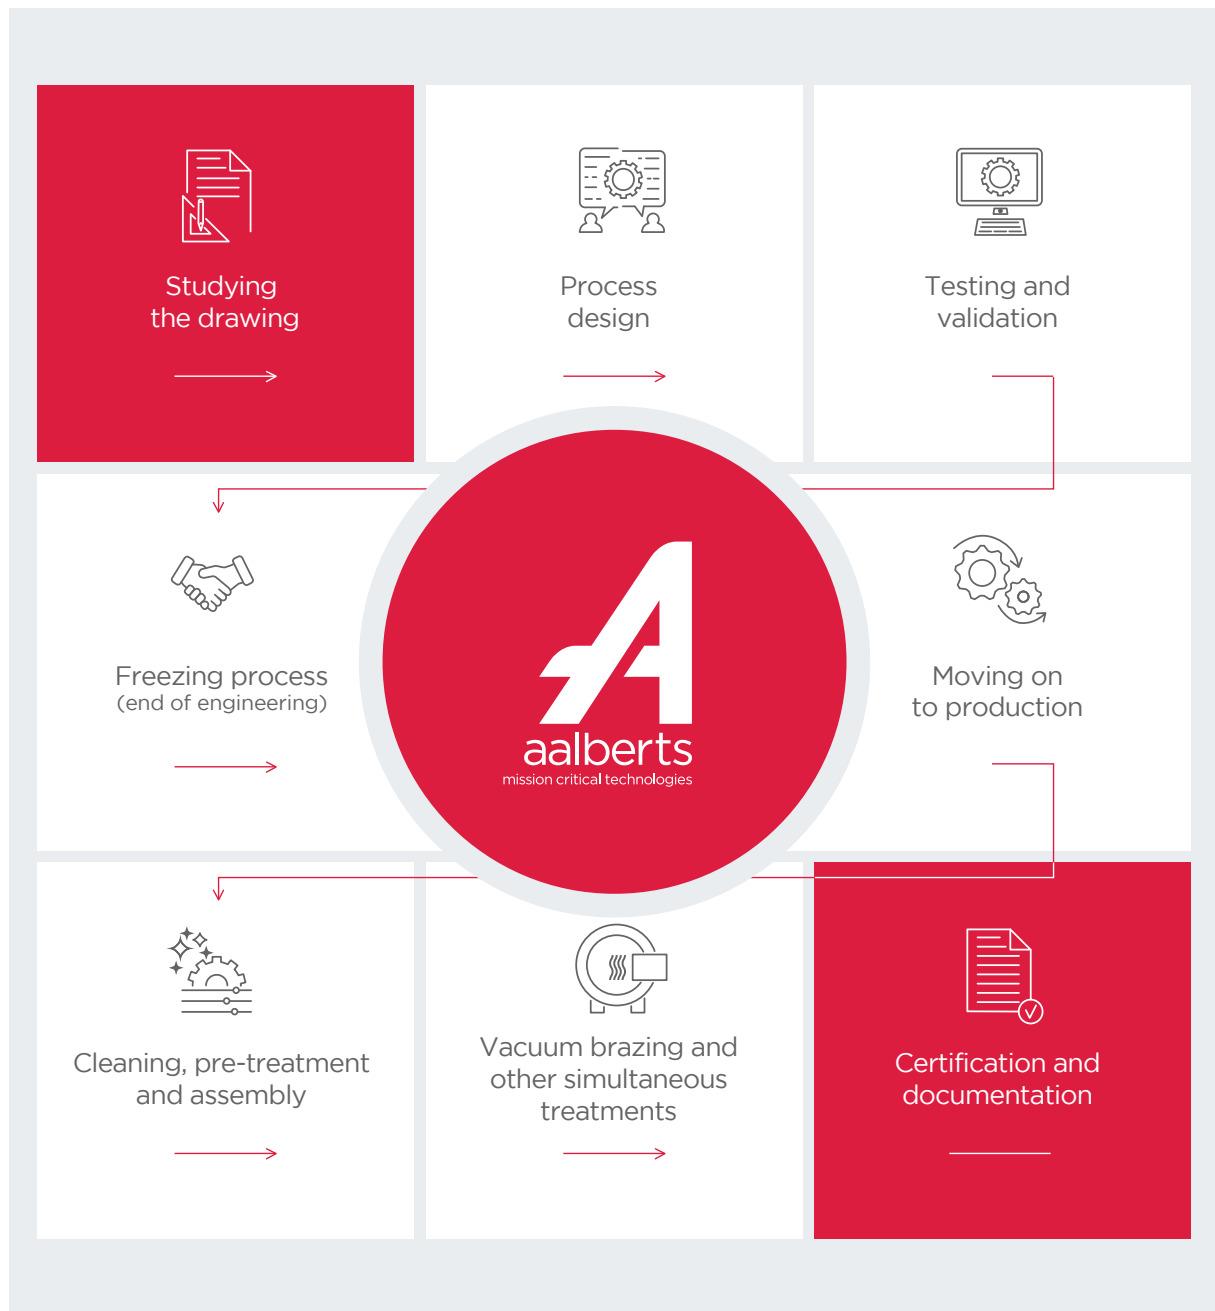 Studying
the drawing
Process
design
Testing and
validation
Freezing process
(end of engineering)
aalberts
mission critical technologies
Moving on
to production
Cleaning, pre-treatment
and assembly
Vacuum brazing and
other simultaneous
treatments
Certification and
documentation